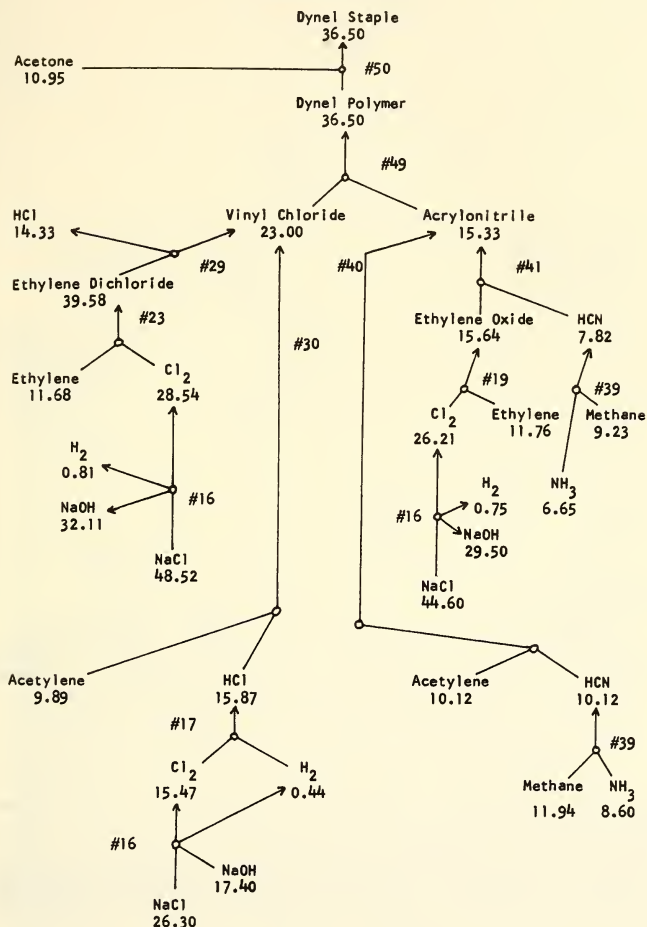 Dynel Staple
36.50
Acetone
10.95
#50
Dynel Polymer
36.50
#49
HCl
14.33
Vinyl Chloride
23.00
Acrylonitrile
15.33
#29
#40
#41
Ethylene Dichloride
39.58
#23
Ethylene Oxide
15.64
HCN
7.82
#30
Ethylene
11.68
Cl2
28.54
#19
#39
Cl2
26.21
Ethylene
11.76
Methane
9.23
H2
0.81
NaOH
32.11
#16
NaCl
48.52
H2
0.75
NH3
6.65
#16
NaOH
29.50
NaCl
44.60
Acetylene
9.89
HCl
15.87
Acetylene
10.12
HCN
10.12
#17
#39
Cl2
15.47
H2
0.44
Methane
11.94
NH3
8.60
#16
NaOH
17.40
NaCl
26.30